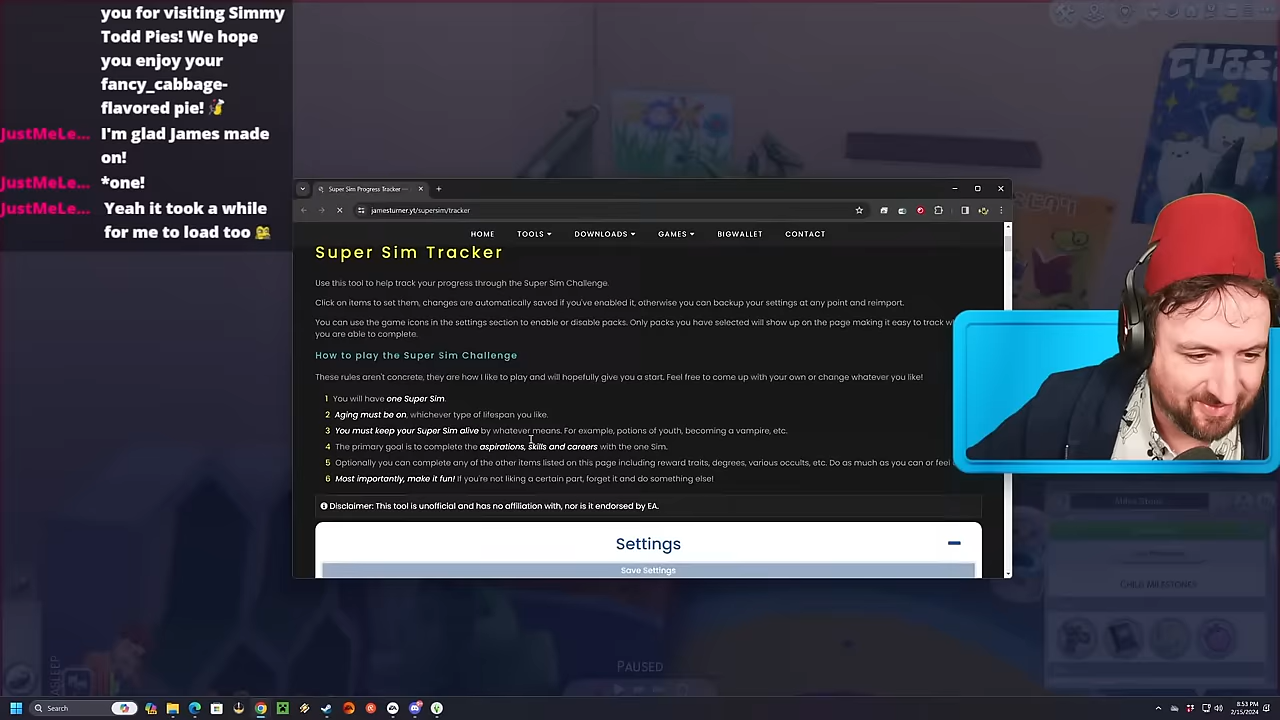 you for visiting Simmy
Todd Pies! We hope
you enjoy your
fancy_cabbage-
flavored pie!
JustMeLe... I'm glad James made
on!
JustMeLe... *one!
JustMeLe... Yeah it took a while
for me to load too
Super Sim Progress Tracker
jamesturner.yt/supersim/tracker
HOME TOOLS DOWNLOADS GAMES BIGWALLET CONTACT
Super Sim Tracker
Use this tool to help track your progress through the Super Sim Challenge.
Click on items to set them, changes are automatically saved if you've enabled it, otherwise you can backup your settings at any point and reimport.
You can use the game icons in the settings section to enable or disable packs. Only packs you have selected will show up on the page making it easy to track
you are able to complete.
How to play the Super Sim Challenge
These rules aren't concrete, they are how I like to play and will hopefully give you a start. Feel free to come up with your own or change whatever you like!
1 You will have one Super Sim.
2 Aging must be on, whichever type of lifespan you like.
3 You must keep your Super Sim alive by whatever means. For example, potions of youth, becoming a vampire, etc.
4 The primary goal is to complete the aspirations, skills and careers with the one Sim.
5 Optionally you can complete any of the other items listed on this page including reward traits, degrees, various occults, etc. Do as much as you can or feel
6 Most importantly, make it fun! If you're not liking a certain part, forget it and do something else!
Disclaimer: This tool is unofficial and has no affiliation with, nor is it endorsed by EA.
Settings
Save Settings
CHILD MILESTONES
ASLEEP
PAUSED
Search
8:53 PM
2/15/2024